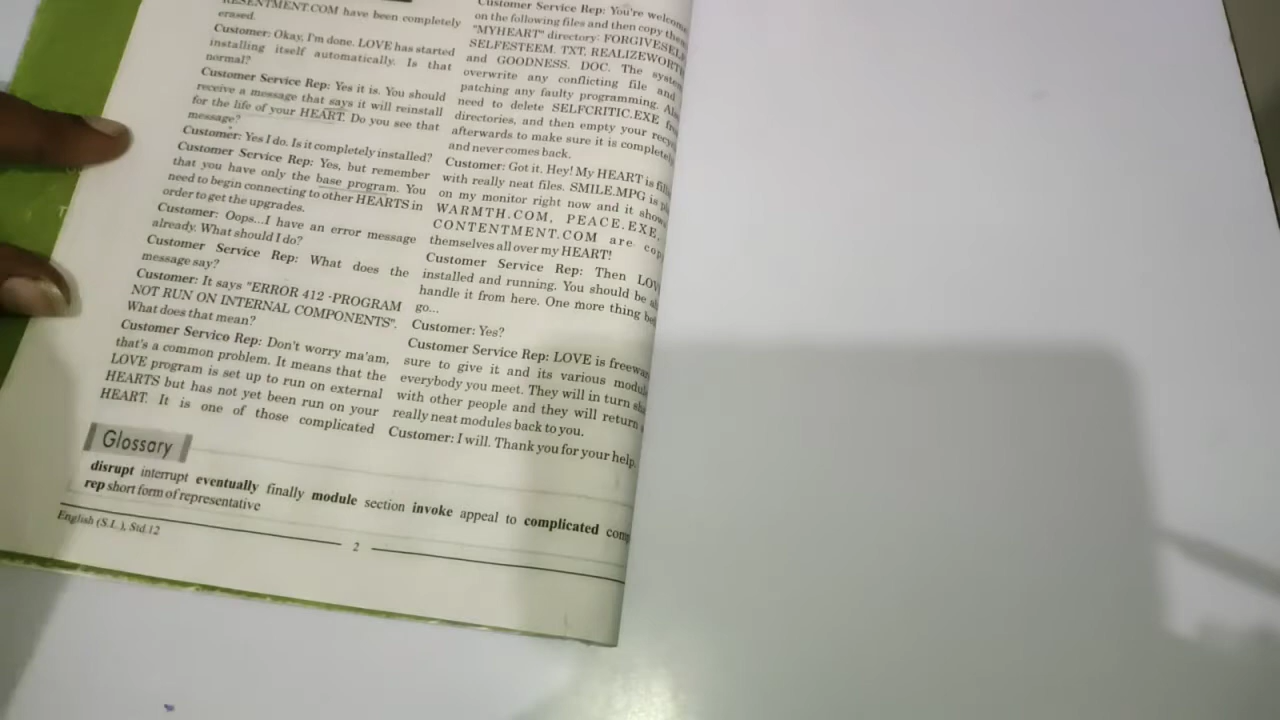 RESENTMENT.COM have been completely
erased.
Customer: Okay, I'm done. LOVE has started
installing itself automatically. Is that
normal?
Customer Service Rep: Yes it is. You should
receive a message that says it will reinstall
for the life of your HEART. Do you see that
message?
Customer: Yes I do. Is it completely installed?
Customer Service Rep: Yes, but remember
that you have only the base program. You
need to begin connecting to other HEARTS in
order to get the upgrades.
Customer: Oops...I have an error message
already. What should I do?
Customer Service Rep: What does the
message say?
Customer: It says "ERROR 412 -PROGRAM
NOT RUN ON INTERNAL COMPONENTS".
What does that mean?
Customer Service Rep: Don't worry ma'am,
that's a common problem. It means that the
LOVE program is set up to run on external
HEARTS but has not yet been run on your
HEART. It is one of those complicated
Customer Service Rep: You're welcome
on the following files and then copy
"MYHEART" directory: FORGIVESELF
SELFESTEEM. TXT, REALIZEWORTH
and GOODNESS. DOC. The system
overwrite any conflicting file and
patching any faulty programming.
need to delete SELFCRITIC.EXE
directories, and then empty your
afterwards to make sure it is completely
and never comes back.
Customer: Got it. Hey! My HEART is
with really neat files. SMILE.MPG is
on my monitor right now and it shows
WARMTH.COM, PEACE.EXE,
CONTENTMENT.COM are
themselves all over my HEART!
Customer Service Rep: Then LOVE
installed and running. You should be
handle it from here. One more thing
go...
Customer: Yes?
Customer Service Rep: LOVE is freeware
sure to give it and its various
everybody you meet. They will in turn
with other people and they will return
really neat modules back to you.
Customer: I will. Thank you for your help.
Glossary
disrupt interrupt eventually finally module section invoke appeal to complicated
rep short form of representative
English (S.L.), Std.12
2